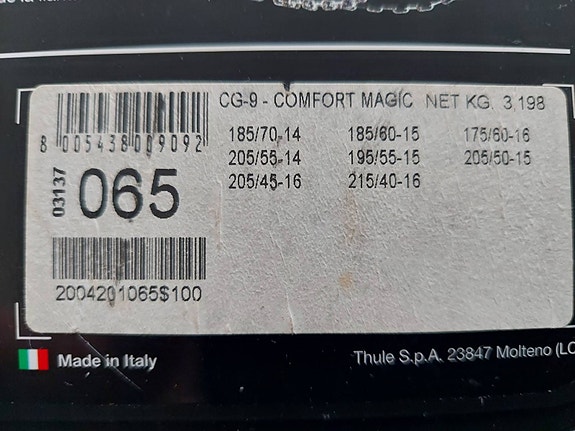 CG-9 - COMFORT MAGIC NET KG. 3,198
8 005438 009092
185/70-14 185/60-15 175/60-16
205/55-14 195/55-15 205/50-15
205/45-16 215/40-16
03137
065
2004201065$100
Made in Italy
Thule S.p.A. 23847 Molteno (LC